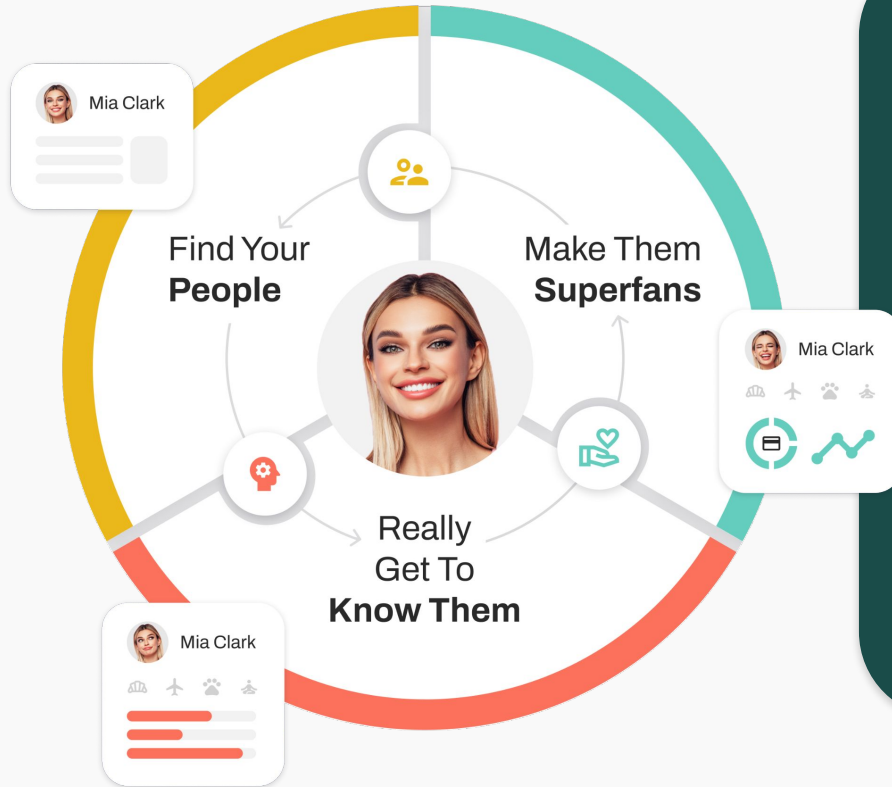 Mia Clark
Find Your
People
Make Them
Superfans
Mia Clark
Really
Get To
Know Them
Mia Clark